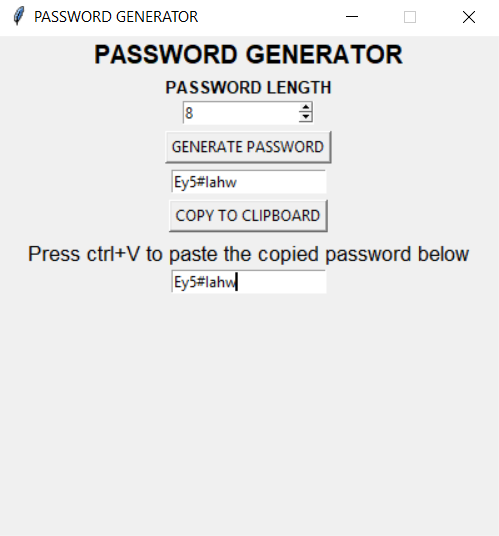 PASSWORD GENERATOR
PASSWORD GENERATOR
PASSWORD LENGTH
8
GENERATE PASSWORD
Ey5#lahw
COPY TO CLIPBOARD
Press ctrl+V to paste the copied password below
Ey5#lahw